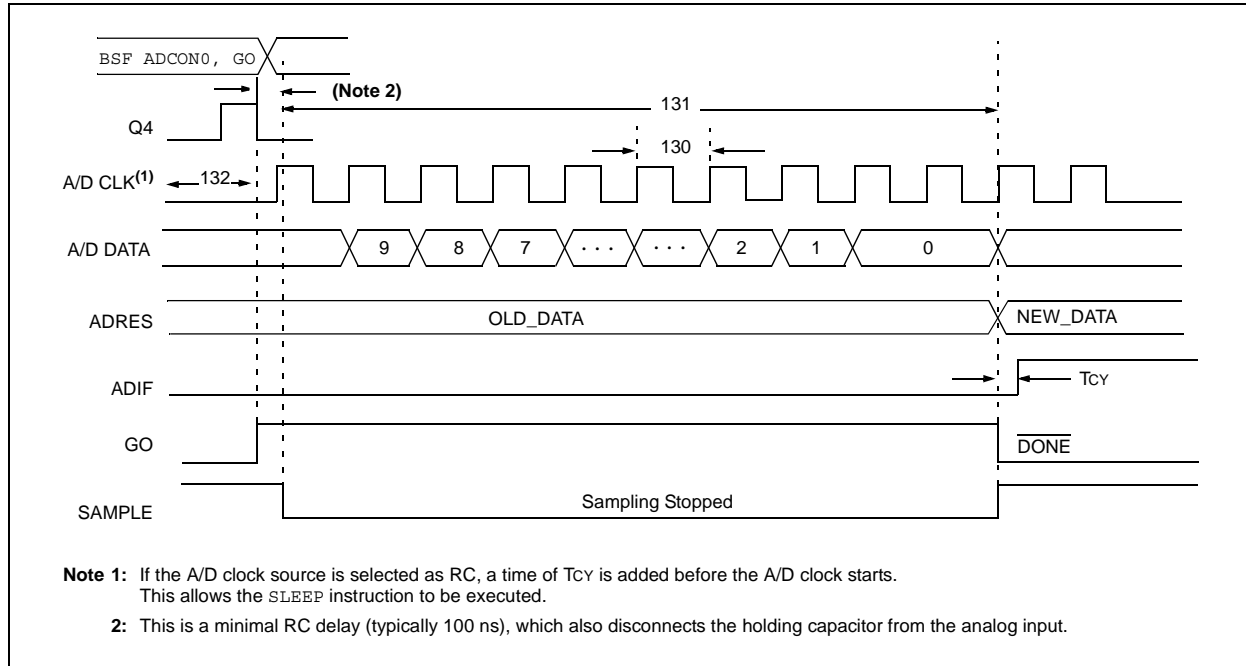 BSF ADCON0, GO
(Note 2)
131
Q4
130
A/D CLK(1)
132
A/D DATA
9 8 7 · · · · · · 2 1 0
ADRES
OLD_DATA
NEW_DATA
ADIF
TCY
GO
DONE
SAMPLE
Sampling Stopped
Note 1: If the A/D clock source is selected as RC, a time of TCY is added before the A/D clock starts.
This allows the SLEEP instruction to be executed.
2: This is a minimal RC delay (typically 100 ns), which also disconnects the holding capacitor from the analog input.